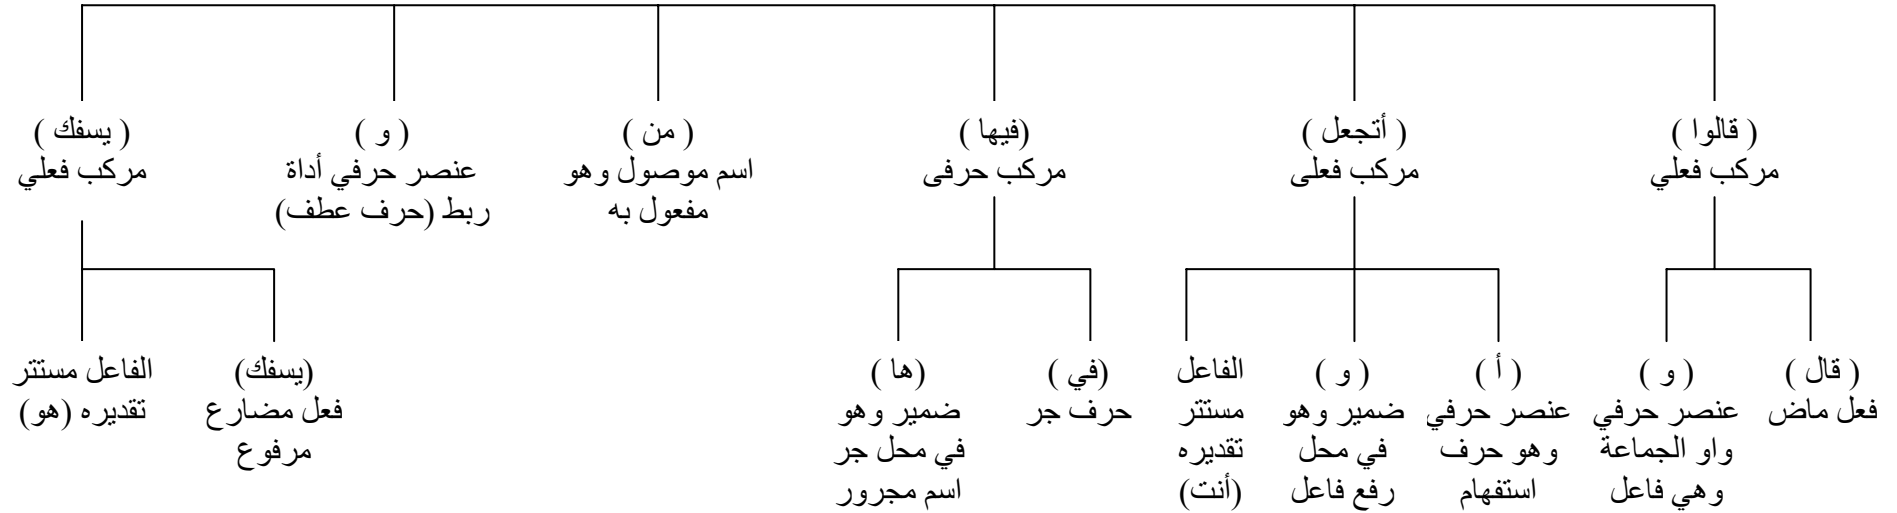 ( قالوا )
مركب فعلي
( أتجعل )
مركب فعلى
(فيها )
مركب حرفى
( من )
اسم موصول وهو
مفعول به
( و )
عنصر حرفي أداة
ربط (حرف عطف)
( يسفك )
مركب فعلي
( قال )
فعل ماض
( و )
عنصر حرفي
واو الجماعة
وهي فاعل
( أ )
عنصر حرفي
وهو حرف
استفهام
( و )
ضمير وهو
في محل
رفع فاعل
الفاعل
مستتر
تقديره
(أنت)
(في )
حرف جر
(ها )
ضمير وهو
في محل جر
اسم مجرور
(يسفك)
فعل مضارع
مرفوع
الفاعل مستتر
تقديره (هو)